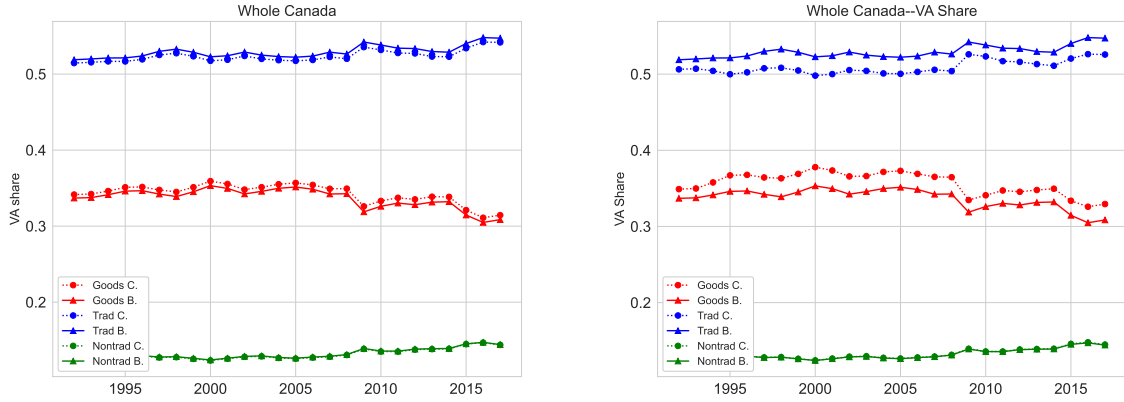 Whole Canada
VA share
0.5
0.4
0.3
0.2
Goods C.
Goods B.
Trad C.
Trad B.
Nontrad C.
Nontrad B.
1995
2000
2005
2010
2015
Whole Canada--VA Share
VA Share
0.5
0.4
0.3
0.2
Goods C.
Goods B.
Trad C.
Trad B.
Nontrad C.
Nontrad B.
1995
2000
2005
2010
2015